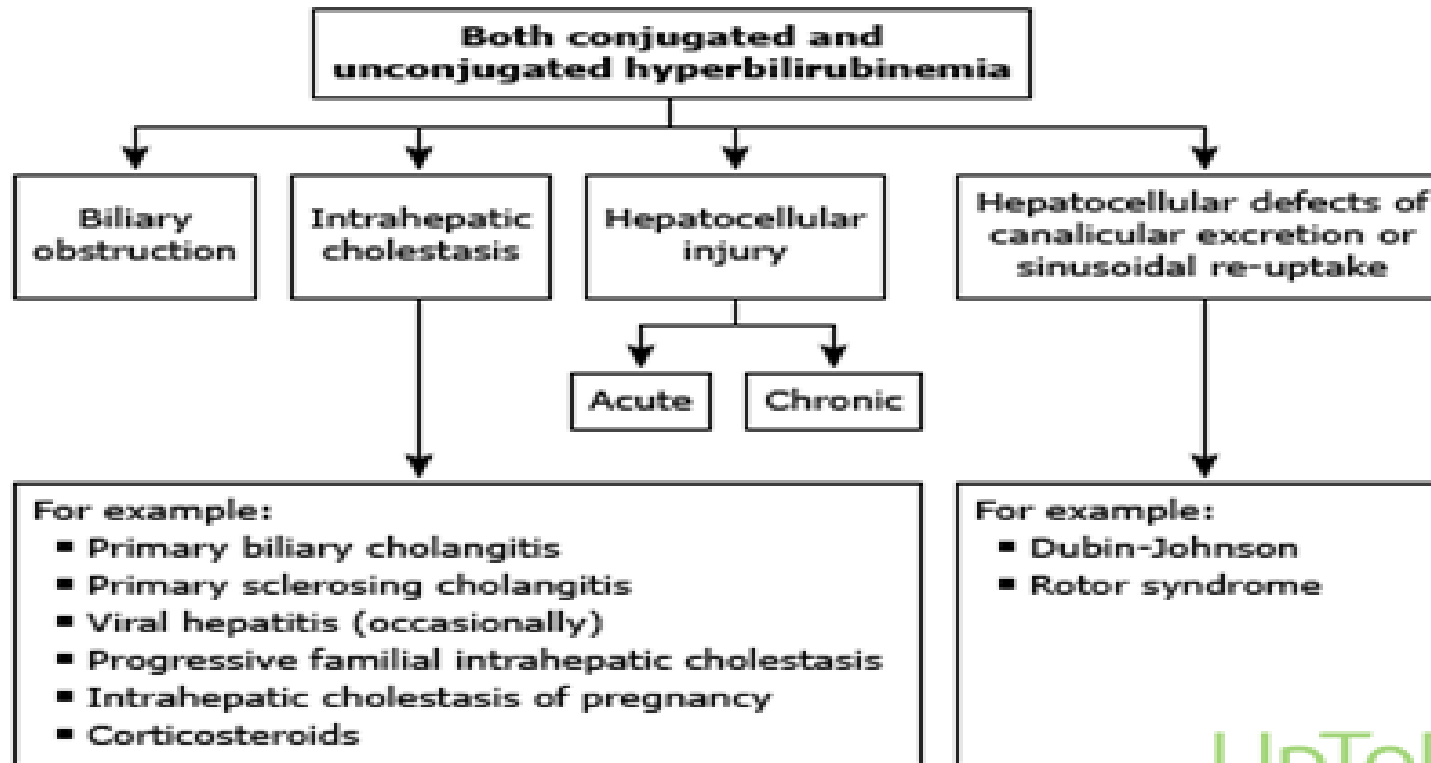 Both conjugated and
unconjugated hyperbilirubinemia
Biliary
obstruction
Intrahepatic
cholestasis
Hepatocellular
injury
Hepatocellular defects of
canalicular excretion or
sinusoidal re-uptake
Acute
Chronic
For example:
▪ Primary biliary cholangitis
▪ Primary sclerosing cholangitis
▪ Viral hepatitis (occasionally)
▪ Progressive familial intrahepatic cholestasis
▪ Intrahepatic cholestasis of pregnancy
▪ Corticosteroids
For example:
▪ Dubin-Johnson
▪ Rotor syndrome